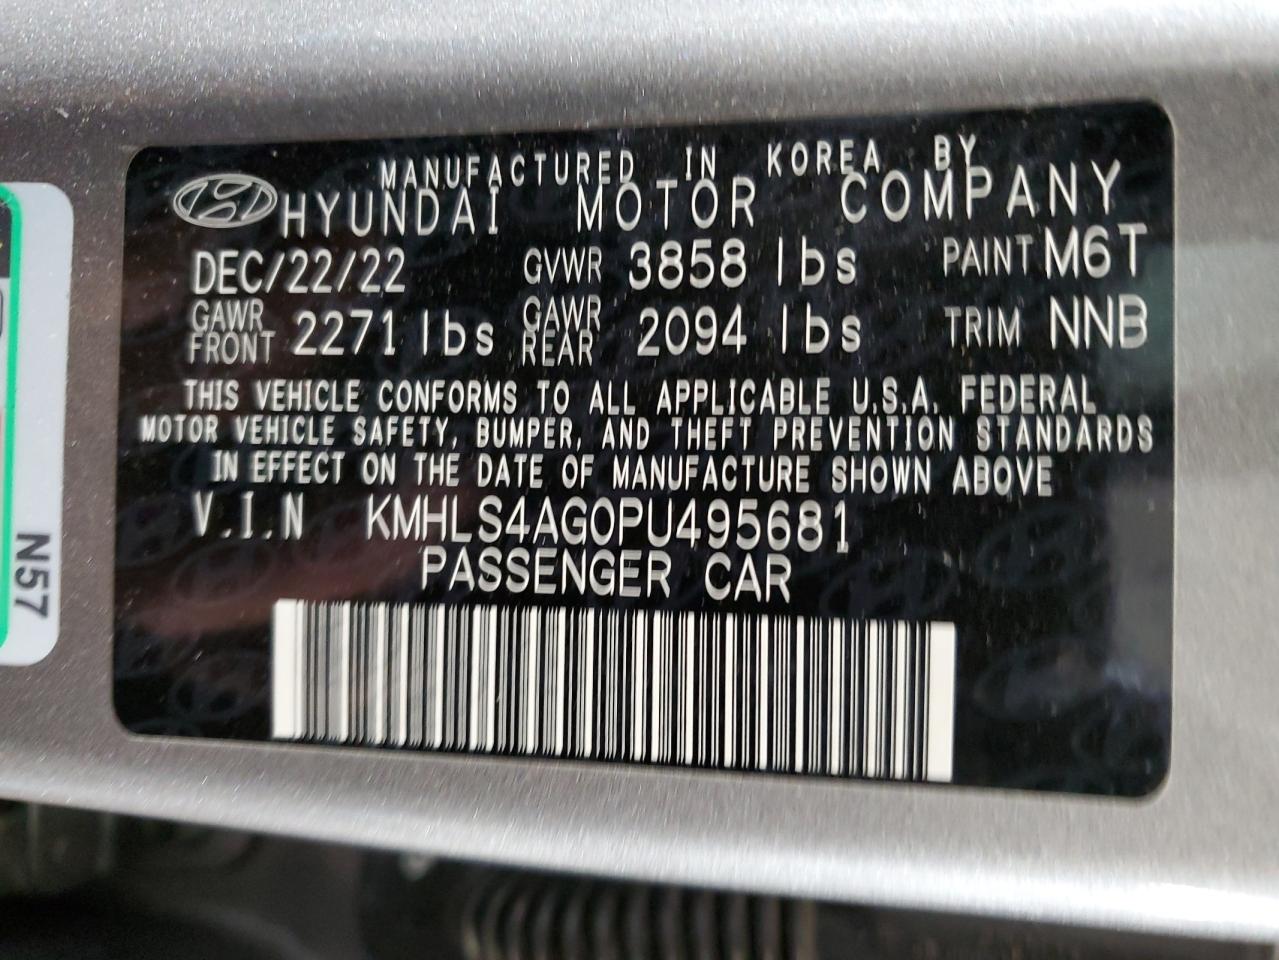 MANUFACTURED IN KOREA BY
HYUNDAI MOTOR COMPANY
DEC/22/22 GVWR 3858 lbs PAINT M6T
GAWR FRONT 2271 lbs GAWR REAR 2094 lbs TRIM NNB
THIS VEHICLE CONFORMS TO ALL APPLICABLE U.S.A. FEDERAL
MOTOR VEHICLE SAFETY, BUMPER, AND THEFT PREVENTION STANDARDS
IN EFFECT ON THE DATE OF MANUFACTURE SHOWN ABOVE
V.I.N KMHLS4AG0PU495681
PASSENGER CAR
N57